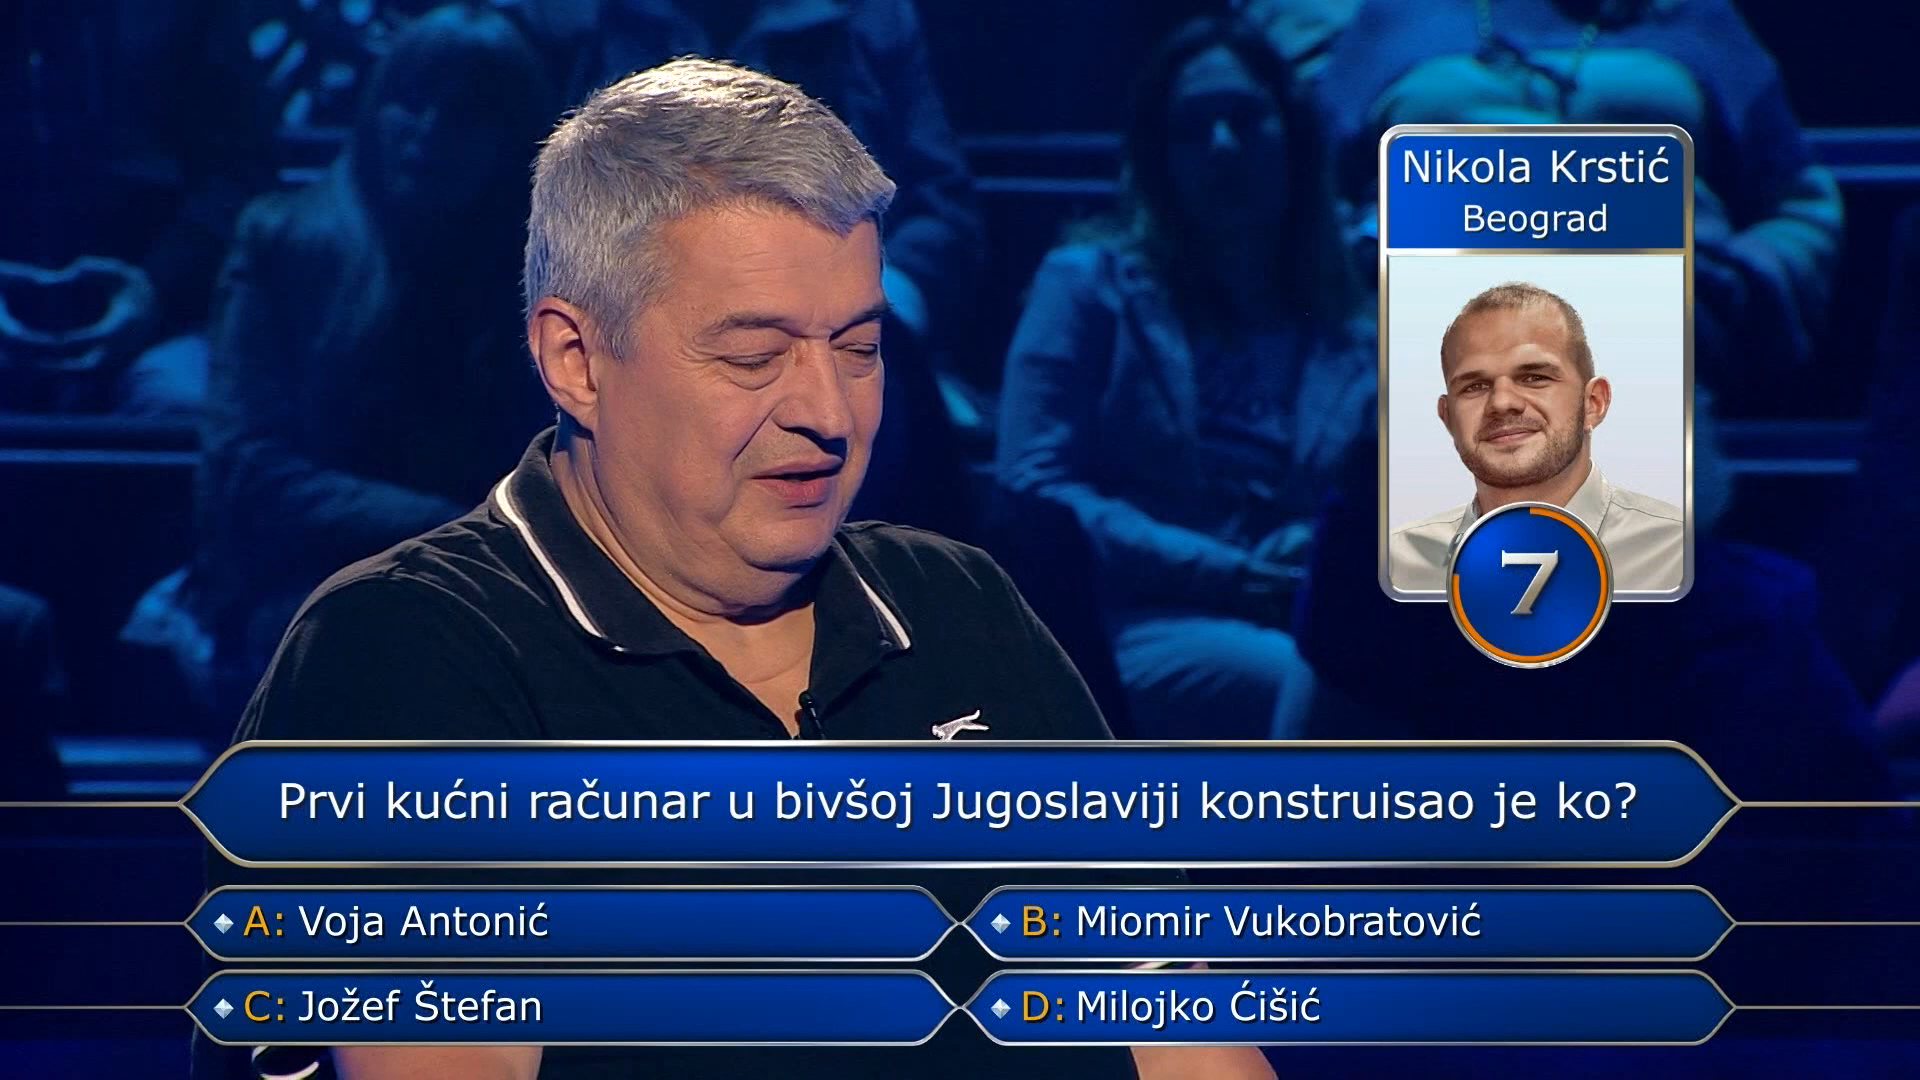 Nikola Krstić
Beograd
7
Prvi kućni računar u bivšoj Jugoslaviji konstruisao je ko?
A: Voja Antonić
B: Miomir Vukobratović
C: Jožef Štefan
D: Milojko Ćišić